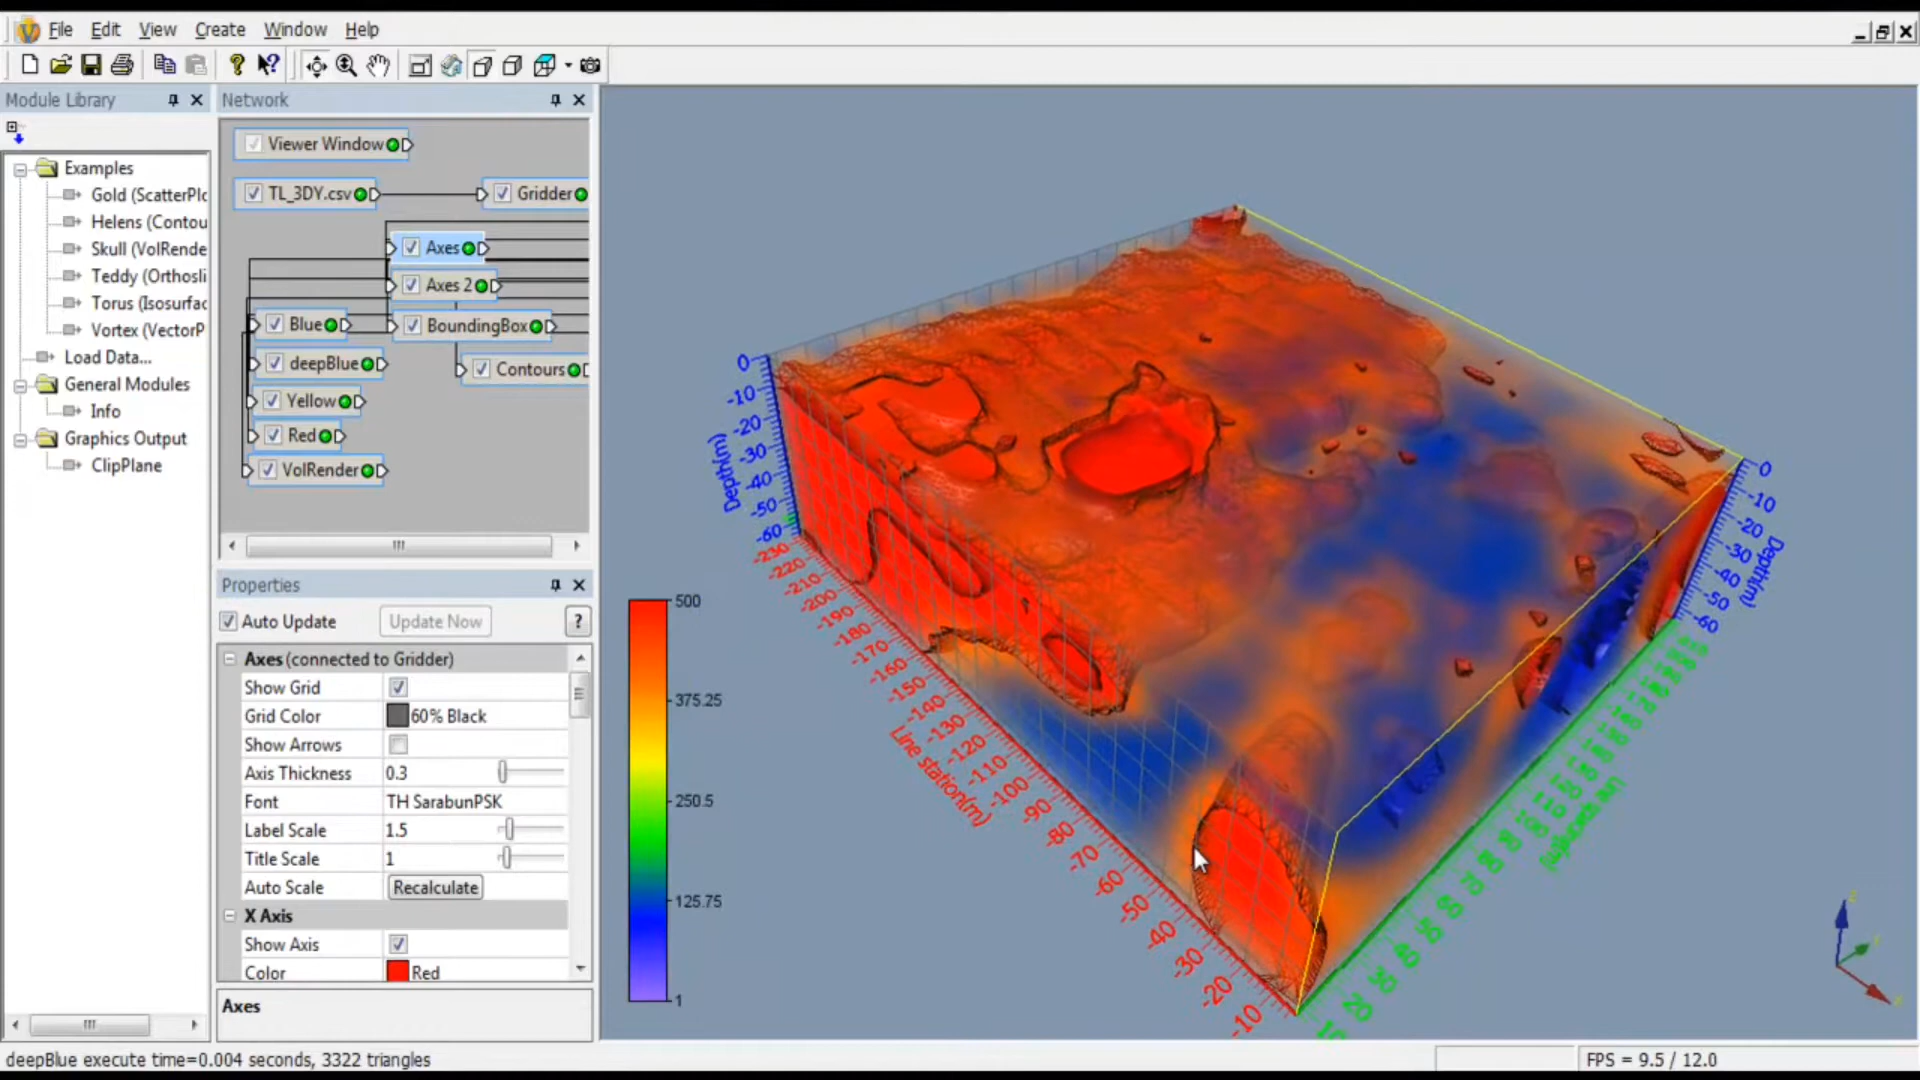 File Edit View Create Window Help
Module Library
Network
Examples
Gold (ScatterPlo
Helens (Contou
Skull (VolRende
Teddy (Orthosli
Torus (Isosurfac
Vortex (VectorP
Load Data...
General Modules
Info
Graphics Output
ClipPlane
Viewer Window
TL_3DY.csv
Gridder
Axes
Axes 2
Blue
BoundingBox
deepBlue
Contours
Yellow
Red
VolRender
Properties
Auto Update
Update Now
?
Axes (connected to Gridder)
Show Grid
Grid Color 60% Black
Show Arrows
Axis Thickness 0.3
Font TH SarabunPSK
Label Scale 1.5
Title Scale 1
Auto Scale Recalculate
X Axis
Show Axis
Color Red
Axes
500
375.25
250.5
125.75
1
0
-10
-20
-30
-40
-50
-60
Depth(m)
-230
-220
-210
-200
-190
-180
-170
-160
-150
-140
-130
-120
-110
-100
-90
-80
-70
-60
-50
-40
-30
-20
-10
Line station(m)
0
-10
-20
-30
-40
-50
-60
Depth(m)
deepBlue execute time=0.004 seconds, 3322 triangles
FPS = 9.5 / 12.0